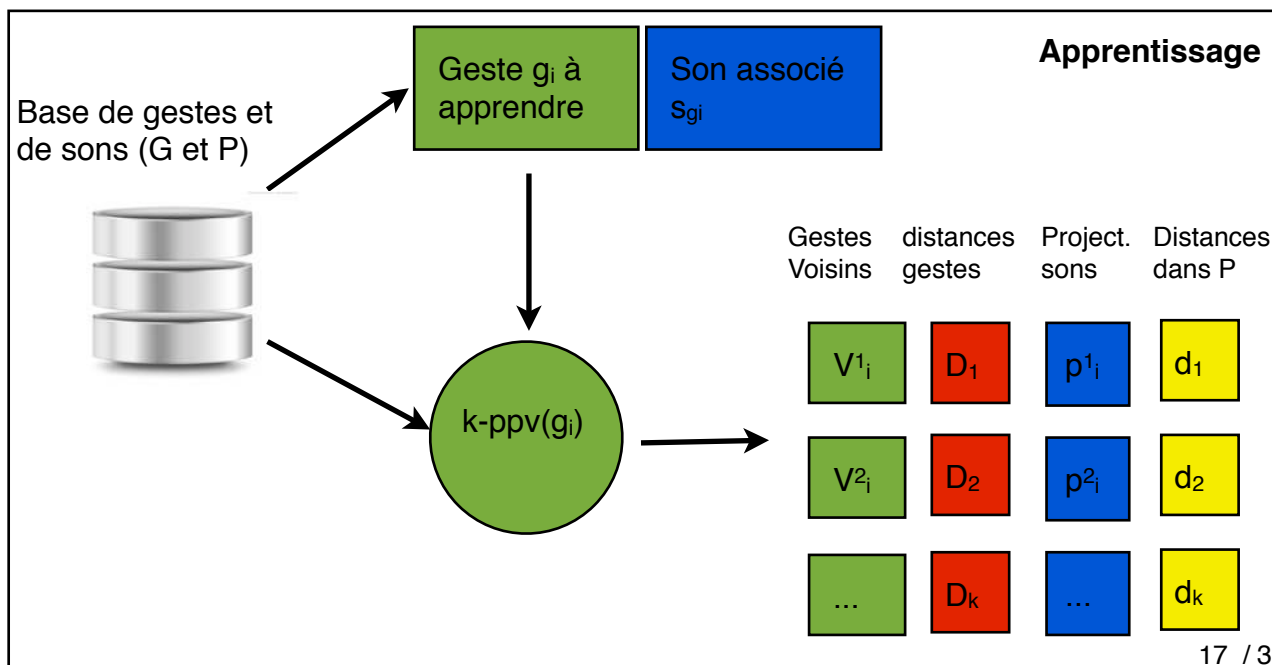 Apprentissage
Geste gᵢ à
apprendre
Son associé
s_gi
Base de gestes et
de sons (G et P)
k-ppv(gᵢ)
Gestes
Voisins
distances
gestes
Project.
sons
Distances
dans P
V¹ᵢ D₁ p¹ᵢ d₁
V²ᵢ D₂ p²ᵢ d₂
... Dₖ ... dₖ
17 / 3